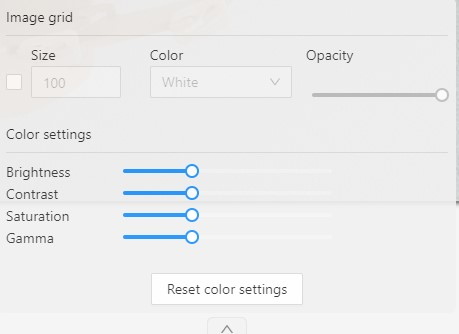 Image grid
Size Color Opacity
100 White
Color settings
Brightness
Contrast
Saturation
Gamma
Reset color settings